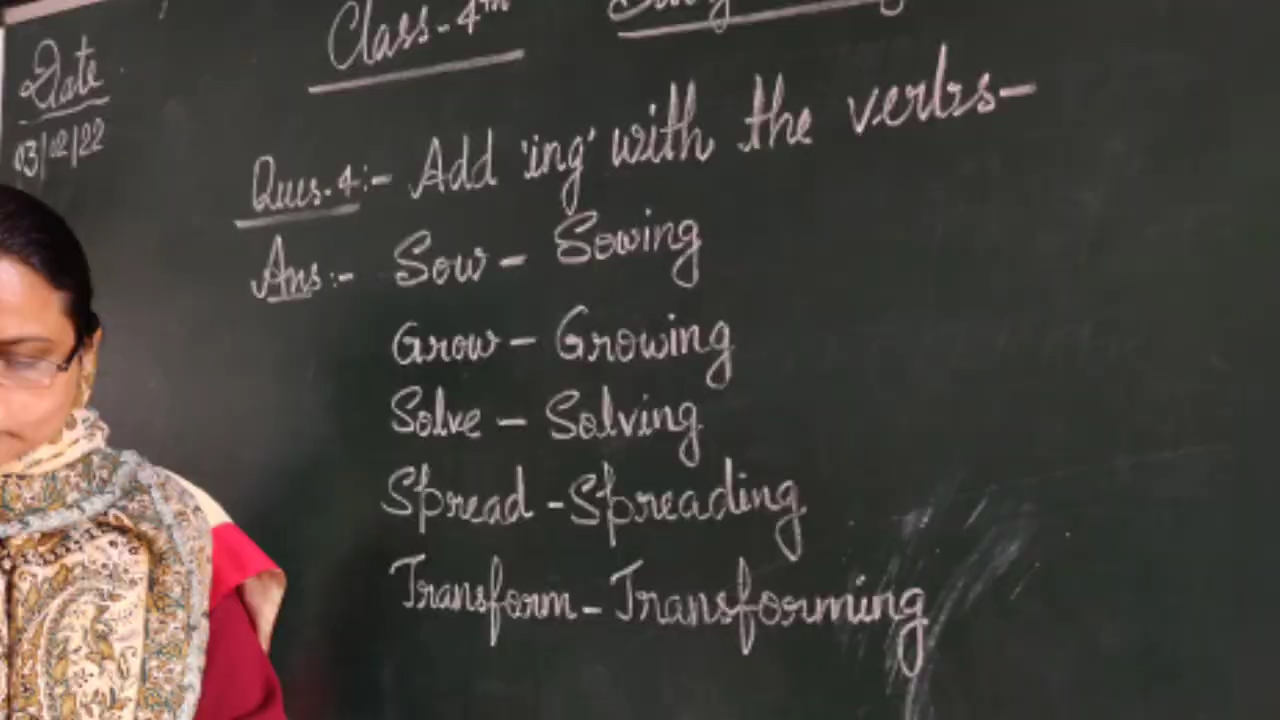 Date
03/02/22
Class-4th
Ques.4:- Add 'ing' with the verbs-
Ans:- Sow - Sowing
Grow - Growing
Solve - Solving
Spread - Spreading
Transform - Transforming